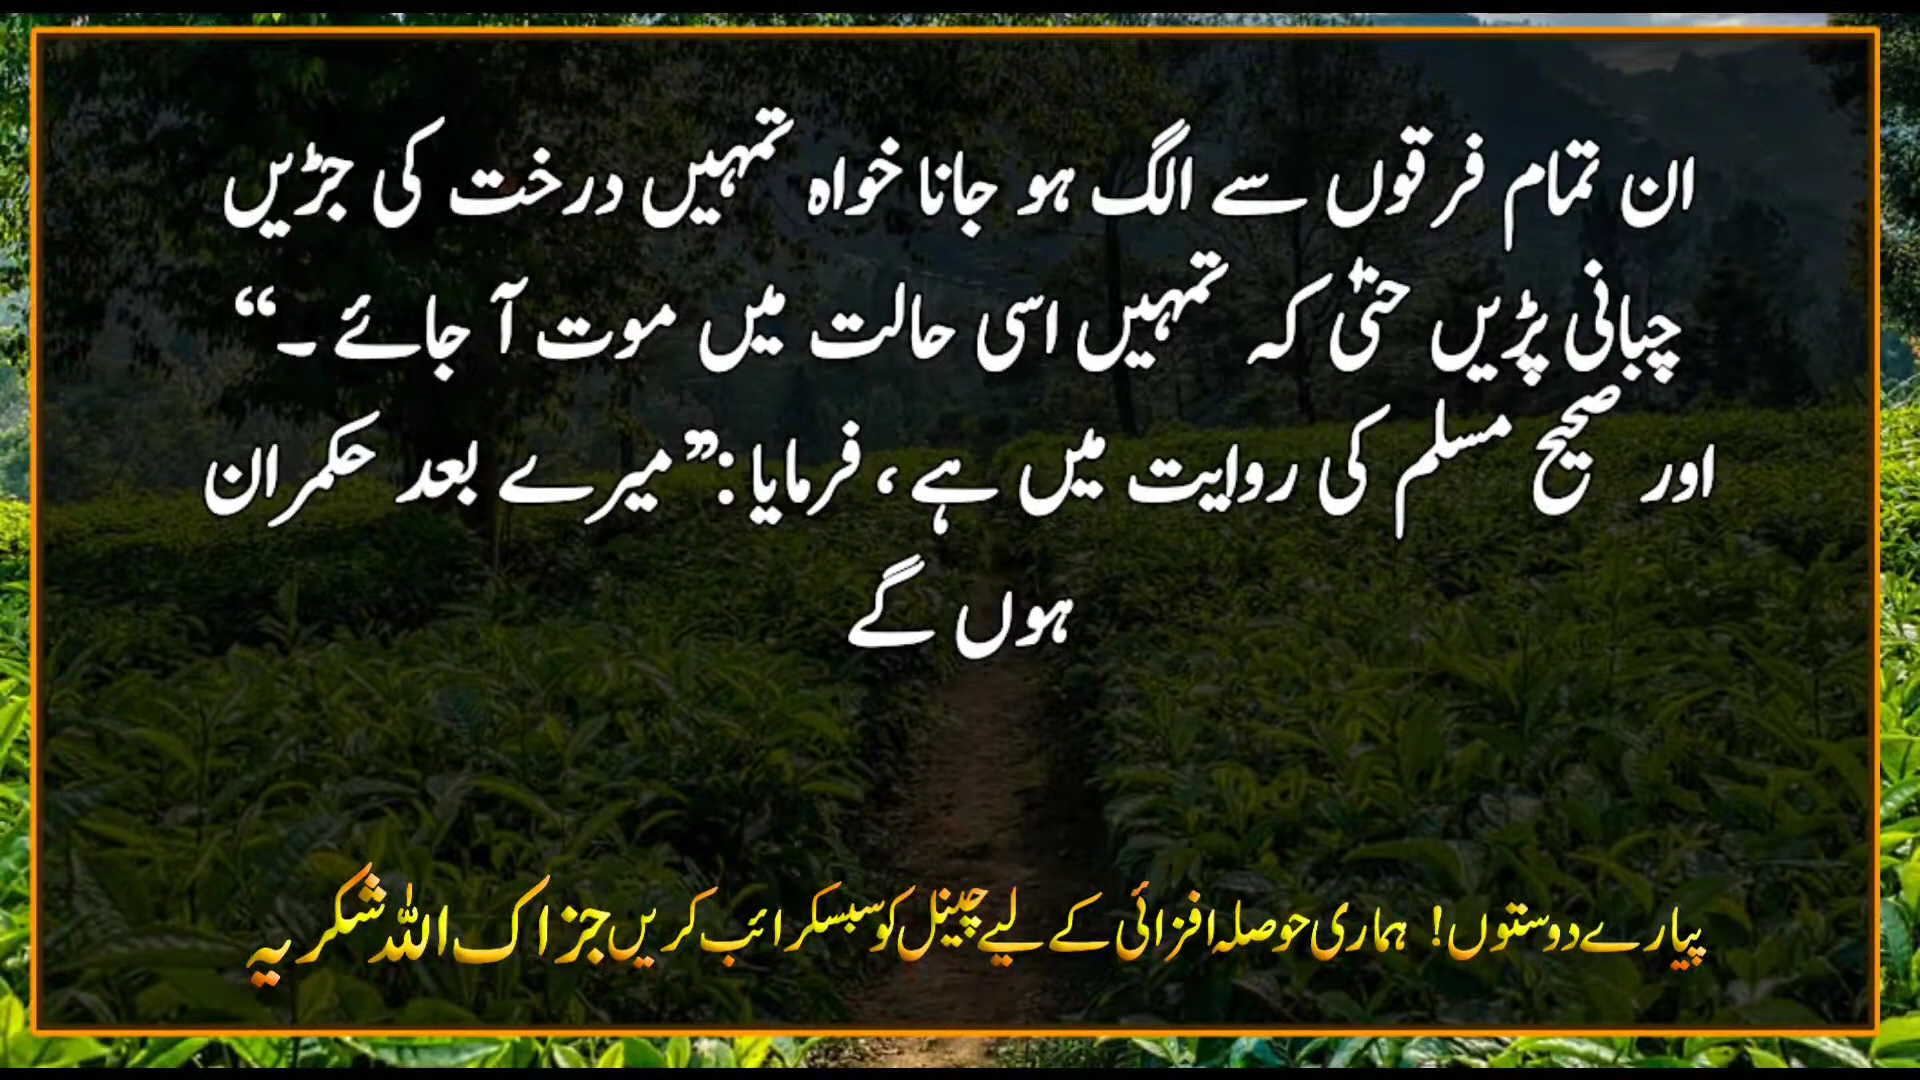 ان تمام فرقوں سے الگ ہو جانا خواہ تمہیں درخت کی جڑیں
چبانی پڑیں حتیٰ کہ تمہیں اسی حالت میں موت آ جائے ۔“
اور صحیح مسلم کی روایت میں ہے ، فرمایا :”میرے بعد حکمران
ہوں گے
پیارے دوستوں! ہماری حوصلہ افزائی کے لیے چینل کو سبسکرائب کریں جزاک اللہ شکریہ